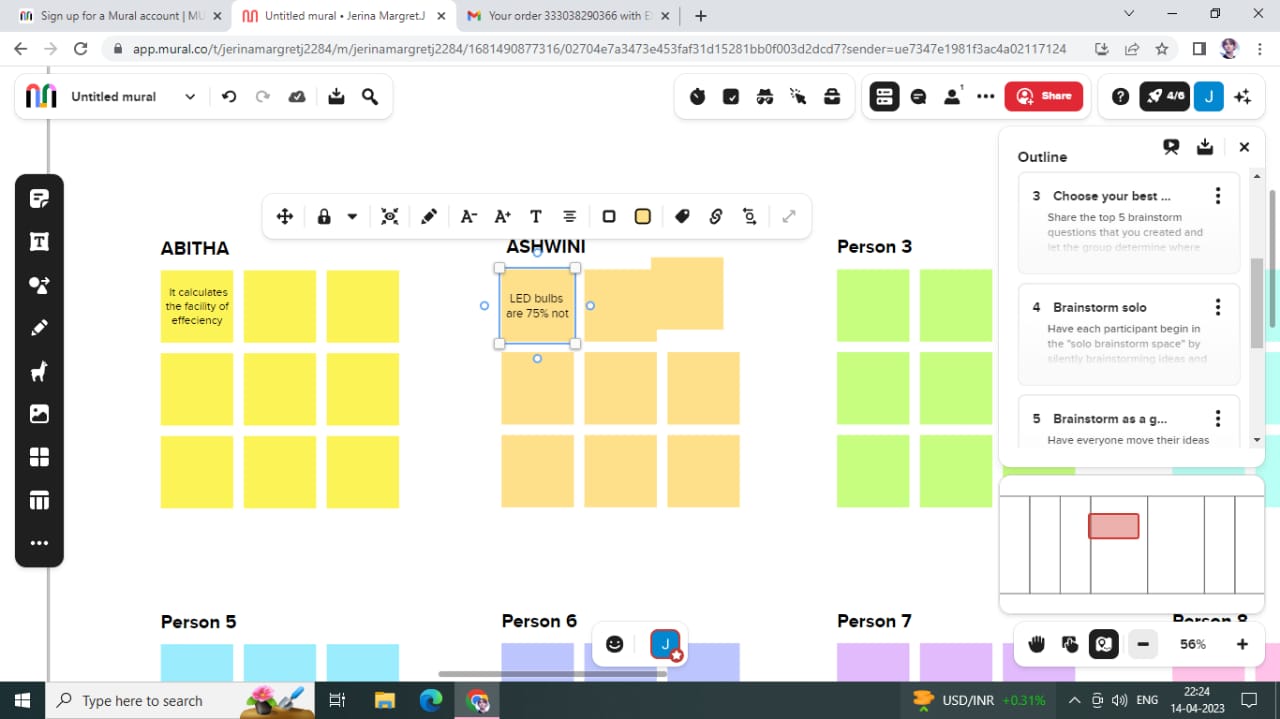 Sign up for a Mural account | MU
Untitled mural • Jerina Margret.J
Your order 333038290366 with E
app.mural.co/t/jerinamargretj2284/m/jerinamargretj2284/1681490877316/02704e7a3473e453faf31d15281bb0f003d2dcd7?sender=ue7347e1981f3ac4a02117124
Untitled mural
1
Share
4/6
J
Outline
3 Choose your best ...
Share the top 5 brainstorm
questions that you created and
let the group determine where
4 Brainstorm solo
Have each participant begin in
the "solo brainstorm space" by
silently brainstorming ideas and
5 Brainstorm as a g...
Have everyone move their ideas
A- A+ T
ABITHA
ASHWINI
Person 3
It calculates
the facility of
effeciency
LED bulbs
are 75% not
Person 5
Person 6
Person 7
Person 8
J
56%
Type here to search
USD/INR +0.31%
ENG
22:24
14-04-2023